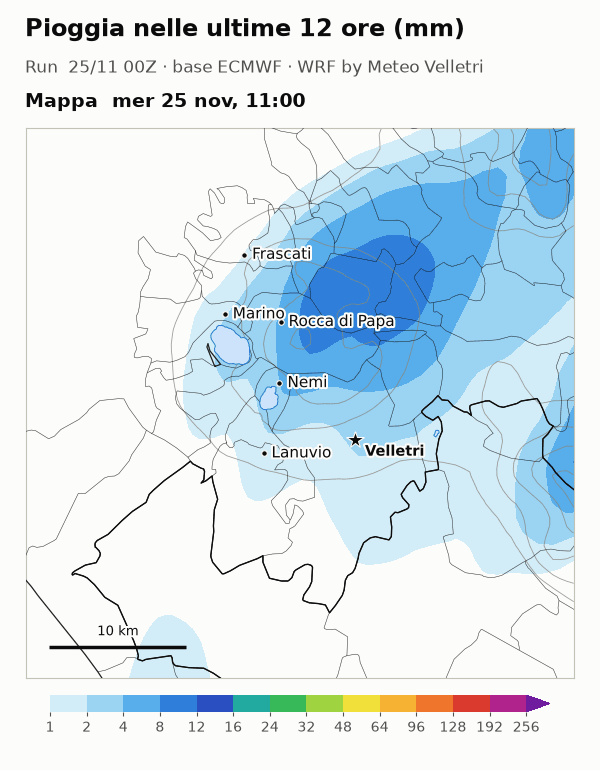 Pioggia nelle ultime 12 ore (mm)
Run 25/11 00Z · base ECMWF · WRF by Meteo Velletri
Mappa mer 25 nov, 11:00
Frascati
Marino
Rocca di Papa
Nemi
Velletri
Lanuvio
10 km
1 2 4 8 12 16 24 32 48 64 96 128 192 256